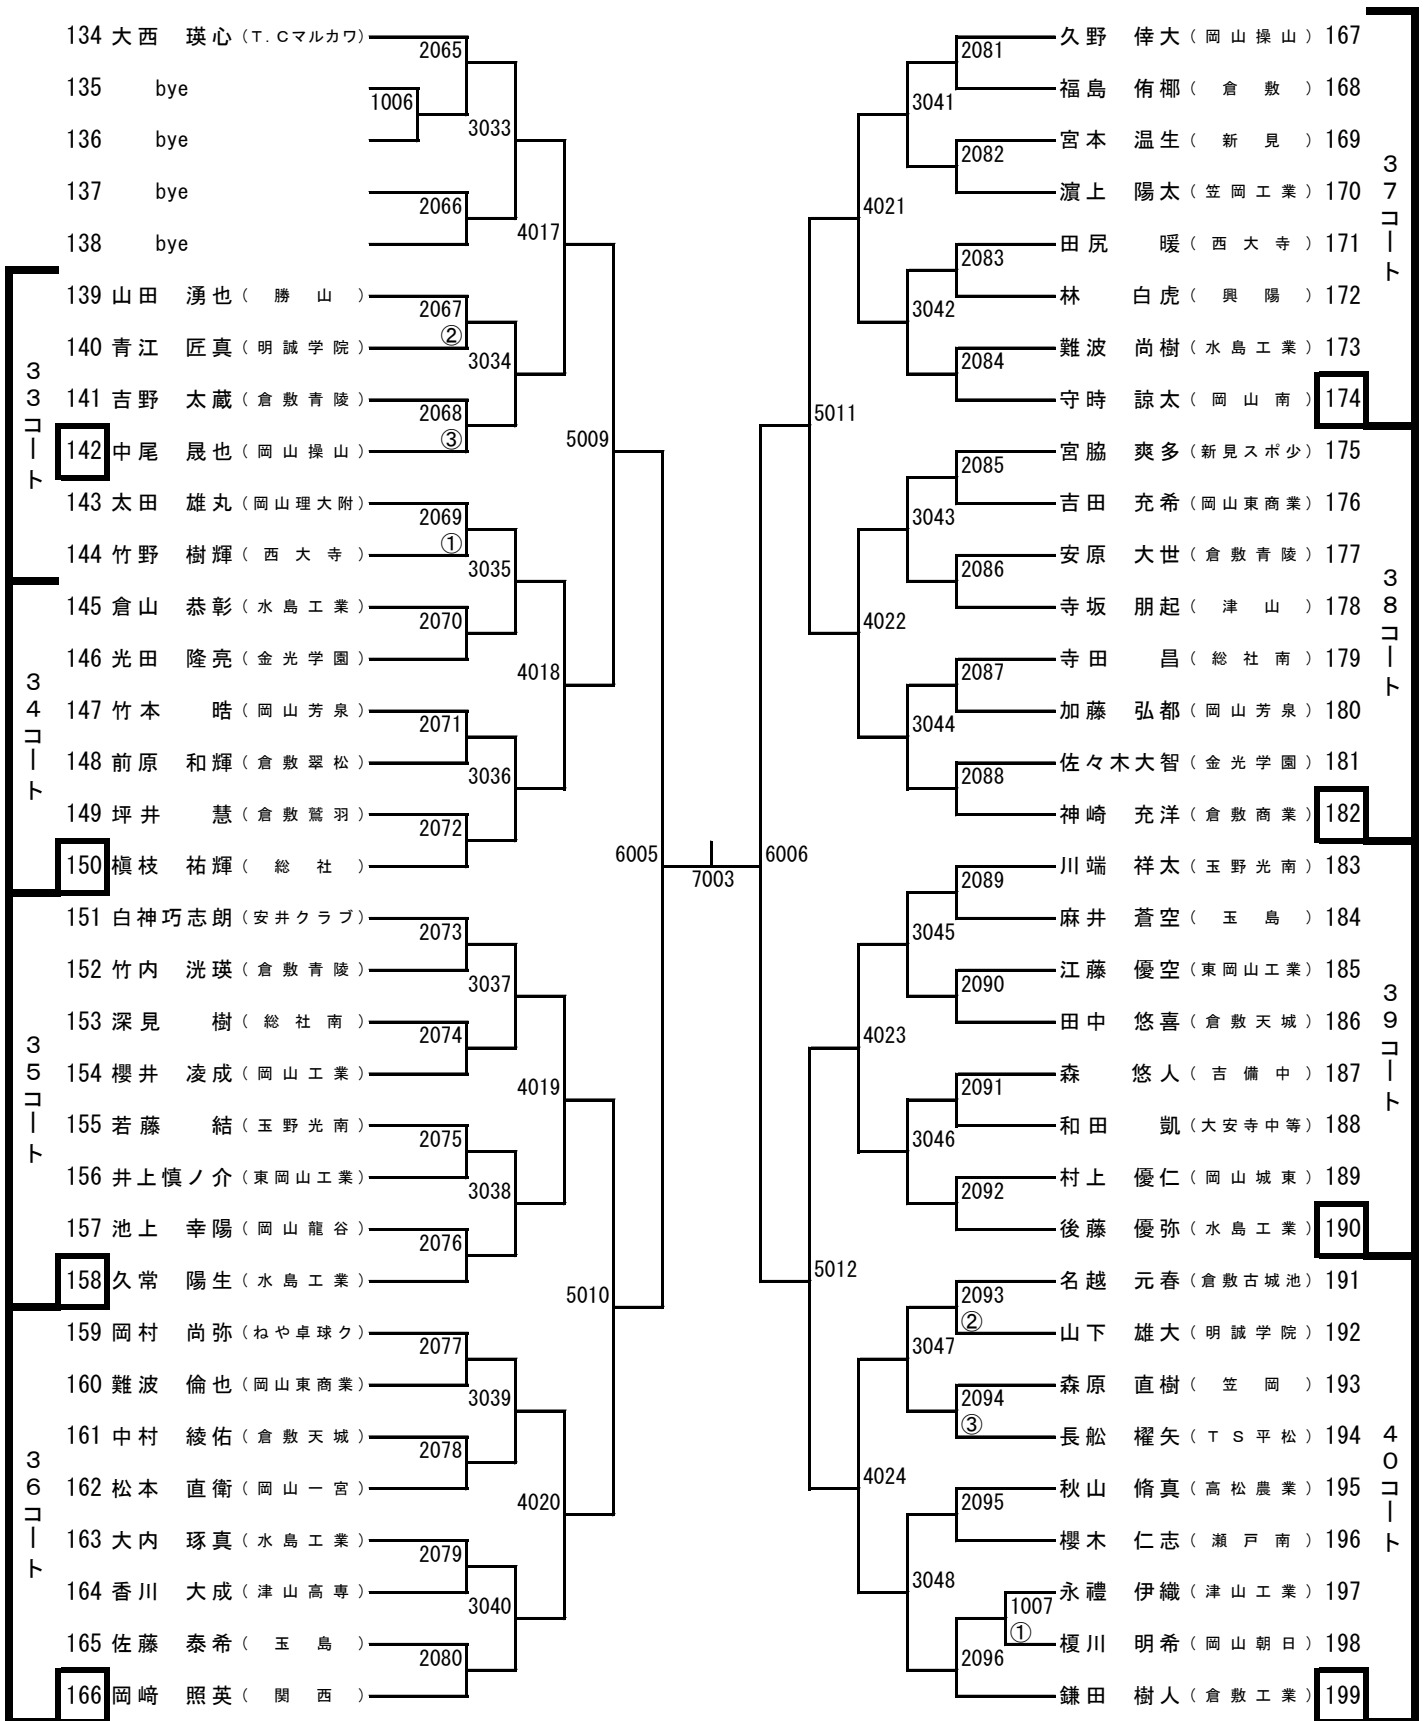 134 大西 瑛心 (T.Cマルカワ)
135 bye
136 bye
137 bye
138 bye
139 山田 湧也 (勝山)
140 青江 匠真 (明誠学院)
141 吉野 太蔵 (倉敷青陵)
142 中尾 晟也 (岡山操山)
143 太田 雄丸 (岡山理大附)
144 竹野 樹輝 (西大寺)
145 倉山 恭彰 (水島工業)
146 光田 隆亮 (金光学園)
147 竹本 晧 (岡山芳泉)
148 前原 和輝 (倉敷翠松)
149 坪井 慧 (倉敷鷲羽)
150 槇枝 祐輝 (総社)
151 白神巧志朗 (安井クラブ)
152 竹内 洸瑛 (倉敷青陵)
153 深見 樹 (総社南)
154 櫻井 凌成 (岡山工業)
155 若藤 結 (玉野光南)
156 井上慎ノ介 (東岡山工業)
157 池上 幸陽 (岡山龍谷)
158 久常 陽生 (水島工業)
159 岡村 尚弥 (ねや卓球ク)
160 難波 倫也 (岡山東商業)
161 中村 綾佑 (倉敷天城)
162 松本 直衛 (岡山一宮)
163 大内 琢真 (水島工業)
164 香川 大成 (津山高専)
165 佐藤 泰希 (玉島)
166 岡﨑 照英 (関西)
33コート
34コート
35コート
36コート
1006
2065
2066
2067
②
2068
③
2069
①
2070
2071
2072
2073
2074
2075
2076
2077
2078
2079
2080
3033
3034
3035
3036
3037
3038
3039
3040
4017
4018
4019
4020
5009
5010
6005
7003
6006
5011
5012
4021
4022
4023
4024
3041
3042
3043
3044
3045
3046
3047
3048
2081
2082
2083
2084
2085
2086
2087
2088
2089
2090
2091
2092
2093
②
2094
③
2095
2096
1007
①
久野 倖大 (岡山操山) 167
福島 侑椰 (倉敷) 168
宮本 温生 (新見) 169
濵上 陽太 (笠岡工業) 170
田尻 暖 (西大寺) 171
林 白虎 (興陽) 172
難波 尚樹 (水島工業) 173
守時 諒太 (岡山南) 174
宮脇 爽多 (新見スポ少) 175
吉田 充希 (岡山東商業) 176
安原 大世 (倉敷青陵) 177
寺坂 朋起 (津山) 178
寺田 昌 (総社南) 179
加藤 弘都 (岡山芳泉) 180
佐々木大智 (金光学園) 181
神崎 充洋 (倉敷商業) 182
川端 祥太 (玉野光南) 183
麻井 蒼空 (玉島) 184
江藤 優空 (東岡山工業) 185
田中 悠喜 (倉敷天城) 186
森 悠人 (吉備中) 187
和田 凱 (大安寺中等) 188
村上 優仁 (岡山城東) 189
後藤 優弥 (水島工業) 190
名越 元春 (倉敷古城池) 191
山下 雄大 (明誠学院) 192
森原 直樹 (笠岡) 193
長舩 櫂矢 (TS平松) 194
秋山 脩真 (高松農業) 195
櫻木 仁志 (瀬戸南) 196
永禮 伊織 (津山工業) 197
榎川 明希 (岡山朝日) 198
鎌田 樹人 (倉敷工業) 199
37コート
38コート
39コート
40コート